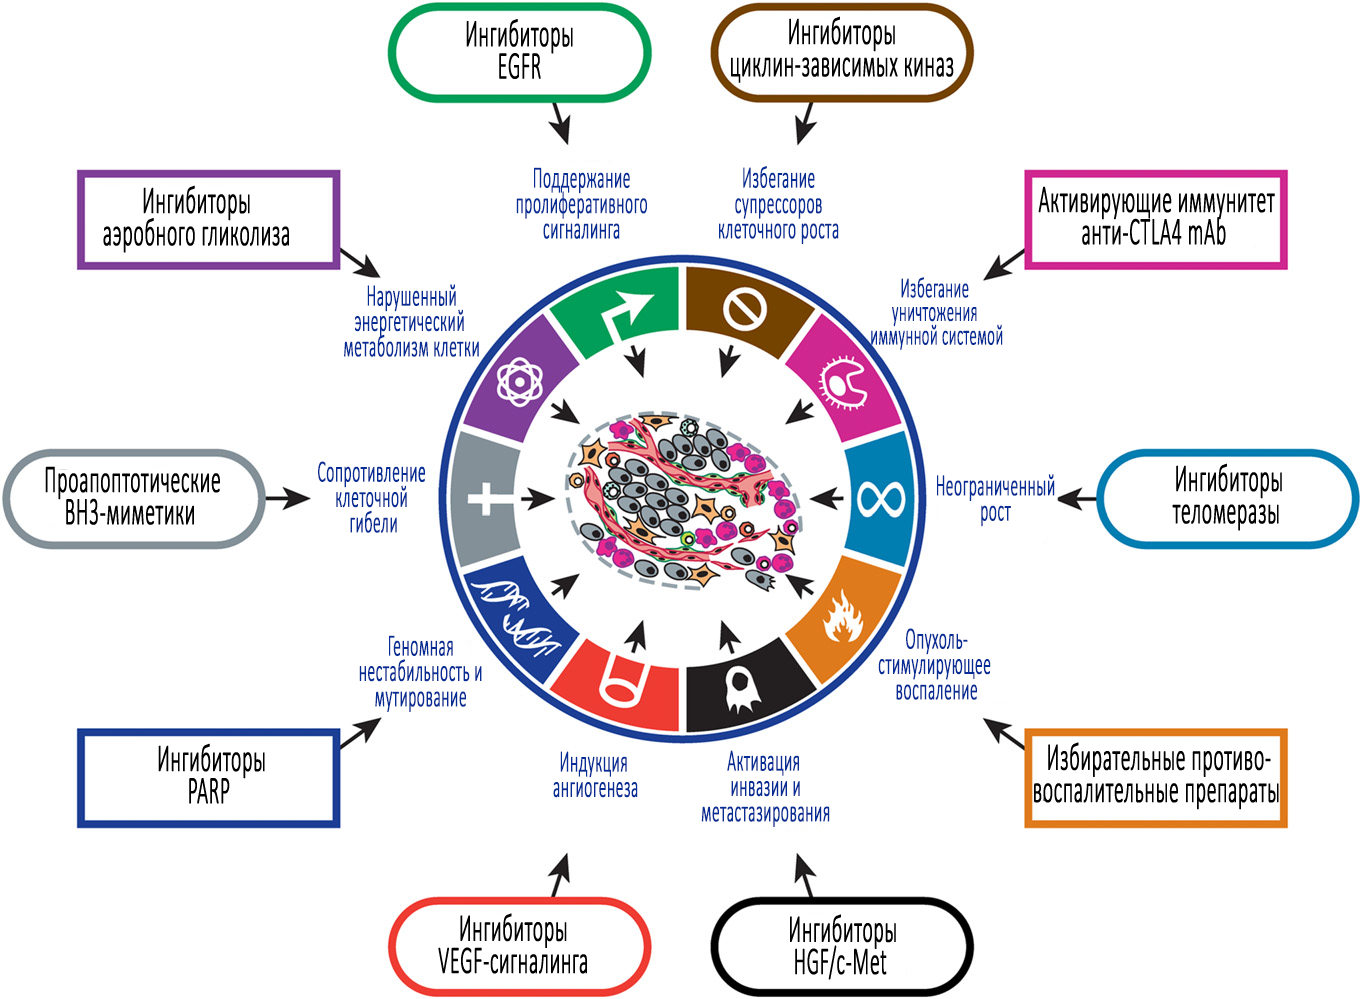 Ингибиторы
EGFR
Ингибиторы
циклин-зависимых киназ
Поддержание
пролиферативного
сигналинга
Избегание
супрессоров
клеточного роста
Ингибиторы
аэробного гликолиза
Активирующие иммунитет
анти-CTLA4 mAb
Нарушенный
энергетический
метаболизм клетки
Избегание
уничтожения
иммунной системой
Проапоптотические
BH3-миметики
Сопротивление
клеточной
гибели
Неограниченный
рост
Ингибиторы
теломеразы
Геномная
нестабильность и
мутирование
Опухоль-
стимулирующее
воспаление
Ингибиторы
PARP
Индукция
ангиогенеза
Активация
инвазии и
метастазирования
Избирательные противо-
воспалительные препараты
Ингибиторы
VEGF-сигналинга
Ингибиторы
HGF/c-Met